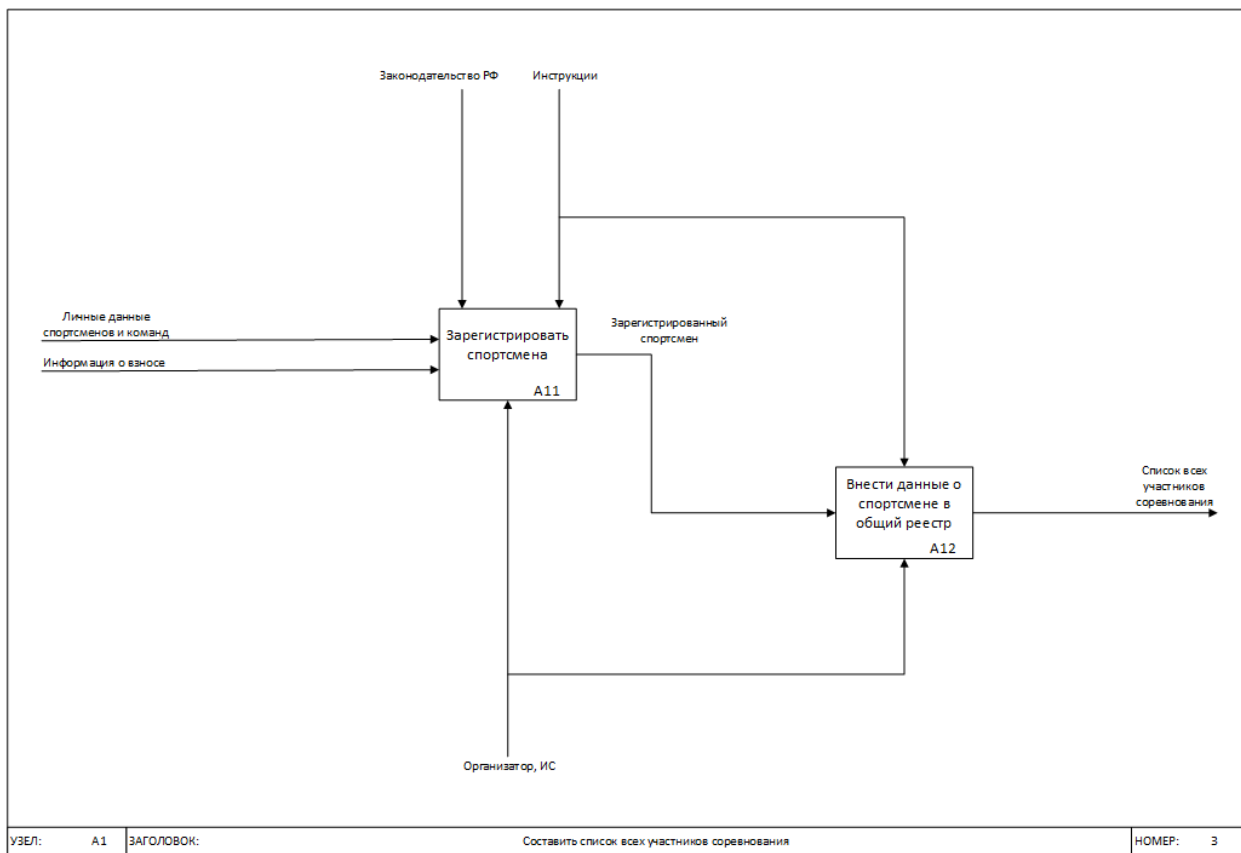 Законодательство РФ
Инструкции
Личные данные
спортсменов и команд
Информация о взносе
Зарегистрировать
спортсмена
A11
Зарегистрированный
спортсмен
Внести данные о
спортсмене в
общий реестр
A12
Список всех
участников
соревнования
Организатор, ИС
УЗЕЛ: A1 ЗАГОЛОВОК: Составить список всех участников соревнования НОМЕР: 3